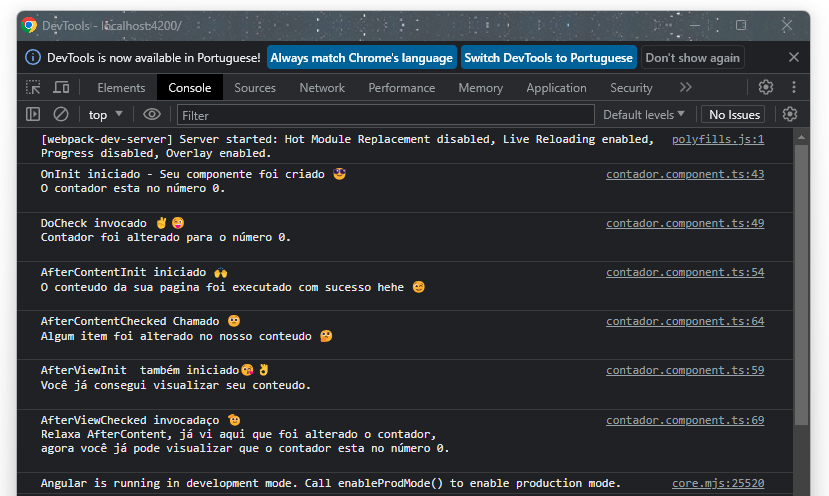 DevTools - localhost:4200/
DevTools is now available in Portuguese! Always match Chrome's language Switch DevTools to Portuguese Don't show again
Elements Console Sources Network Performance Memory Application Security
top Filter Default levels No Issues
[webpack-dev-server] Server started: Hot Module Replacement disabled, Live Reloading enabled, polyfills.js:1
Progress disabled, Overlay enabled.
OnInit iniciado - Seu componente foi criado 😎 contador.component.ts:43
O contador esta no número 0.
DoCheck invocado ✌😜 contador.component.ts:49
Contador foi alterado para o número 0.
AfterContentInit iniciado 🙌 contador.component.ts:54
O conteudo da sua pagina foi executado com sucesso hehe 😊
AfterContentChecked Chamado 🙄 contador.component.ts:64
Algum item foi alterado no nosso conteudo 🤔
AfterViewInit  também iniciado😘👌 contador.component.ts:59
Você já consegui visualizar seu conteudo.
AfterViewChecked invocadaço 🫡 contador.component.ts:69
Relaxa AfterContent, já vi aqui que foi alterado o contador,
agora você já pode visualizar que o contador esta no número 0.
Angular is running in development mode. Call enableProdMode() to enable production mode. core.mjs:25520